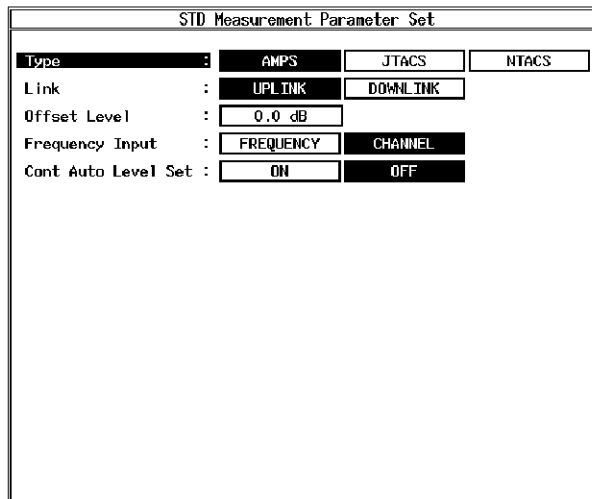 STD Measurement Parameter Set
Type : AMPS JTACS NTACS
Link : UPLINK DOWNLINK
Offset Level : 0.0 dB
Frequency Input : FREQUENCY CHANNEL
Cont Auto Level Set : ON OFF